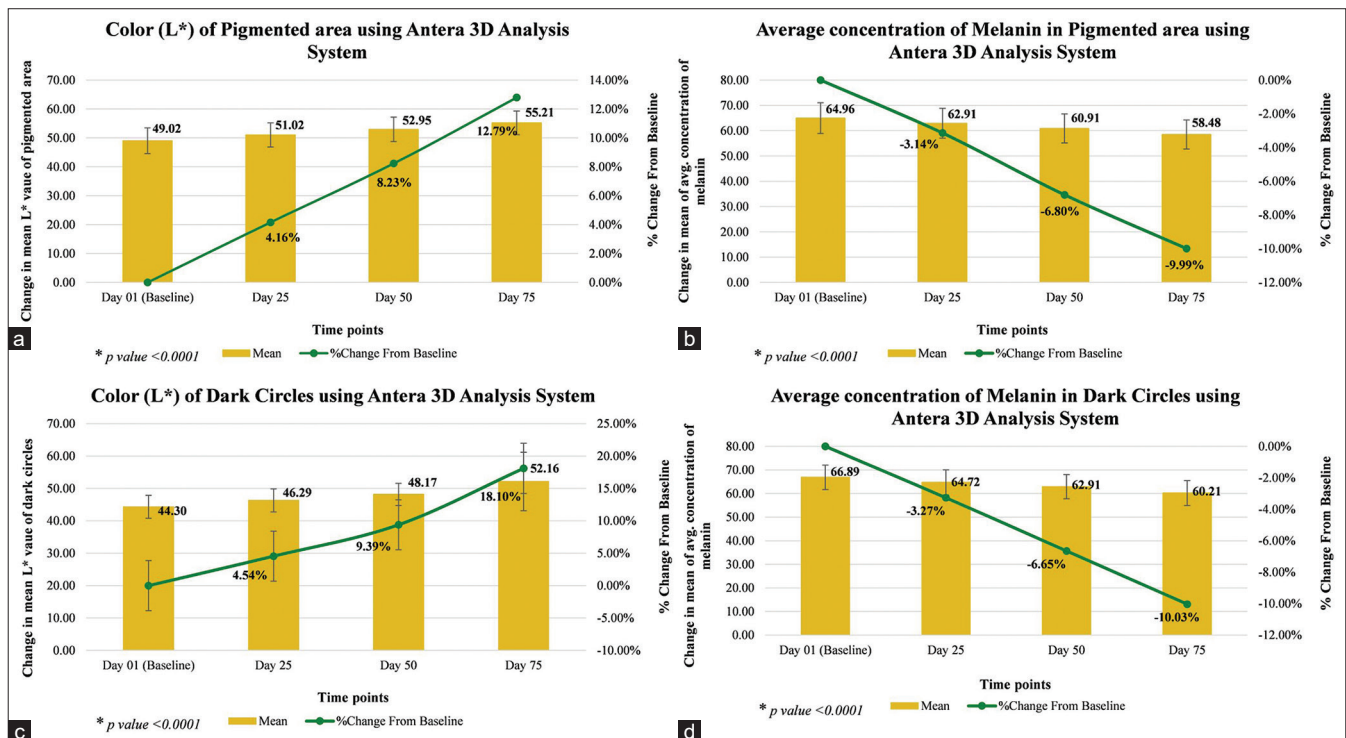 Color (L*) of Pigmented area using Antera 3D Analysis
System
Change in mean L* vaue of pigmented area
70.00
60.00
50.00
40.00
30.00
20.00
10.00
0.00
49.02
51.02
52.95
55.21
4.16%
8.23%
12.79%
14.00%
12.00%
10.00%
8.00%
6.00%
4.00%
2.00%
0.00%
% Change From Baseline
Day 01 (Baseline) Day 25 Day 50 Day 75
Time points
a
* p value <0.0001
Mean %Change From Baseline
Average concentration of Melanin in Pigmented area using
Antera 3D Analysis System
Change in mean of avg. concentration of
melanin
80.00
70.00
60.00
50.00
40.00
30.00
20.00
10.00
0.00
64.96
62.91
60.91
58.48
-3.14%
-6.80%
-9.99%
0.00%
-2.00%
-4.00%
-6.00%
-8.00%
-10.00%
-12.00%
% Change From Baseline
Day 01 (Baseline) Day 25 Day 50 Day 75
Time points
b
* p value <0.0001
Mean %Change From Baseline
Color (L*) of Dark Circles using Antera 3D Analysis System
Change in mean L* vaue of dark circles
70.00
60.00
50.00
40.00
30.00
20.00
10.00
0.00
44.30
46.29
48.17
52.16
4.54%
9.39%
18.10%
25.00%
20.00%
15.00%
10.00%
5.00%
0.00%
-5.00%
-10.00%
% Change From Baseline
Day 01 (Baseline) Day 25 Day 50 Day 75
Time points
c
* p value <0.0001
Mean %Change From Baseline
Average concentration of Melanin in Dark Circles using
Antera 3D Analysis System
Change in mean of avg. concentration of
melanin
80.00
70.00
60.00
50.00
40.00
30.00
20.00
10.00
0.00
66.89
64.72
62.91
60.21
-3.27%
-6.65%
-10.03%
0.00%
-2.00%
-4.00%
-6.00%
-8.00%
-10.00%
-12.00%
% Change From Baseline
Day 01 (Baseline) Day 25 Day 50 Day 75
Time points
d
* p value <0.0001
Mean %Change From Baseline